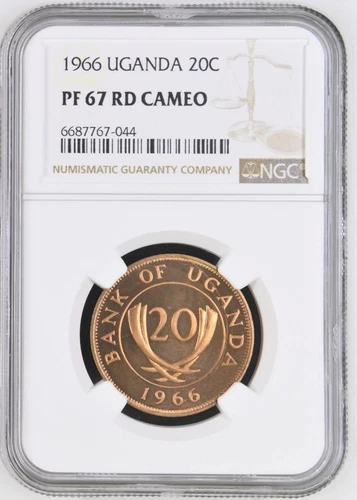 1966 UGANDA 20C
PF 67 RD CAMEO
6687767-044
NUMISMATIC GUARANTY COMPANY
NGC
BANK OF UGANDA
20
1966